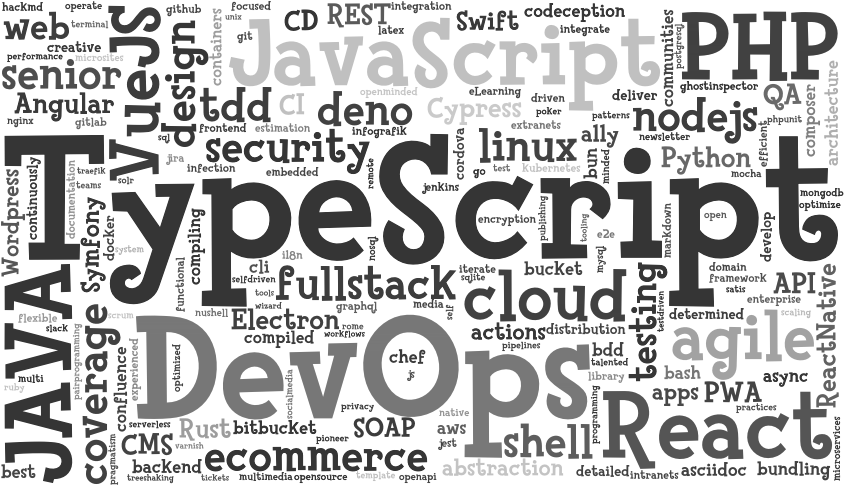 hackmd
operate
github
focused
unix
CD
REST
integration
latex
Swift
codeception
integrate
communities
postgresql
PHP
web
terminal
creative
performance
microsites
VueJS
design
containers
git
JavaScript
senior
Angular
nginx
gitlab
tdd
CI
openminded
deno
Cypress
eLearning
driven
poker
deliver
patterns
ghostinspector
QA
composer
architecture
phpunit
nodejs
newsletter
efficient
frontend
estimation
infografik
extranets
sql
jira
security
infection
embedded
remote
cordova
linux
go
test
kubernetes
ally
bun
minded
Python
mocha
mongodb
optimize
TypeScript
continuously
documentation
traefik
teams
solr
jenkins
encryption
publishing
tooling
e2e
mysql
markdown
open
develop
Wordpress
Symfony
docker
system
compiling
functional
cli
il8n
selfdriven
tools
wizard
nosql
fullstack
iterate
sqlite
bucket
cloud
testing
testdriven
domain
framework
satis
API
enterprise
scaling
ReactNative
JAVA
flexible
slack
scrum
coverage
pairprogramming
multi
ruby
nushell
graphql
media
self
Electron
rome
workflows
compiled
actions
distribution
pipelines
determined
agile
DevOps
optimized
experienced
confluence
socialmedia
chef
js
bdd
talented
library
bash
async
apps
PWA
practices
privacy
native
programming
React
microservices
serverless
CMS
Rust
varnish
bitbucket
pioneer
SOAP
aws
jest
shell
best
pragmatism
backend
treeshaking
ecommerce
tickets
multimedia
opensource
template
openapi
abstraction
detailed
intranets
asciidoc
bundling